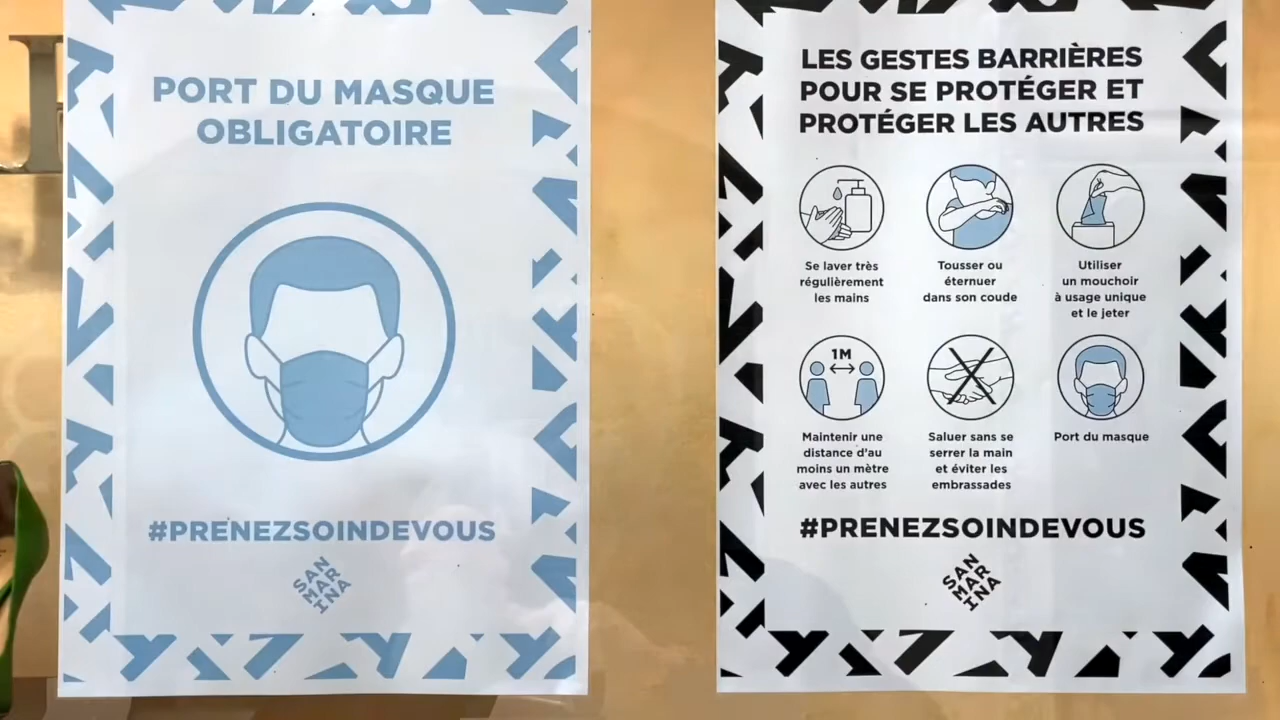 PORT DU MASQUE
OBLIGATOIRE
#PRENEZSOINDEVOUS
SAN
MAR
INA
LES GESTES BARRIÈRES
POUR SE PROTÉGER ET
PROTÉGER LES AUTRES
Se laver très
régulièrement
les mains
Tousser ou
éternuer
dans son coude
Utiliser
un mouchoir
à usage unique
et le jeter
1M
Maintenir une
distance d'au
moins un mètre
avec les autres
Saluer sans se
serrer la main
et éviter les
embrassades
Port du masque
#PRENEZSOINDEVOUS
SAN
MAR
INA